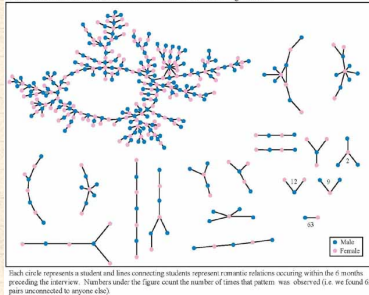 2
12
9
63
Male
Female
Each circle represents a student and lines connecting students represent romantic relations occuring within the 6 months
preceding the interview. Numbers under the figure count the number of times that pattern was observed (i.e. we found 6
pairs unconnected to anyone else).